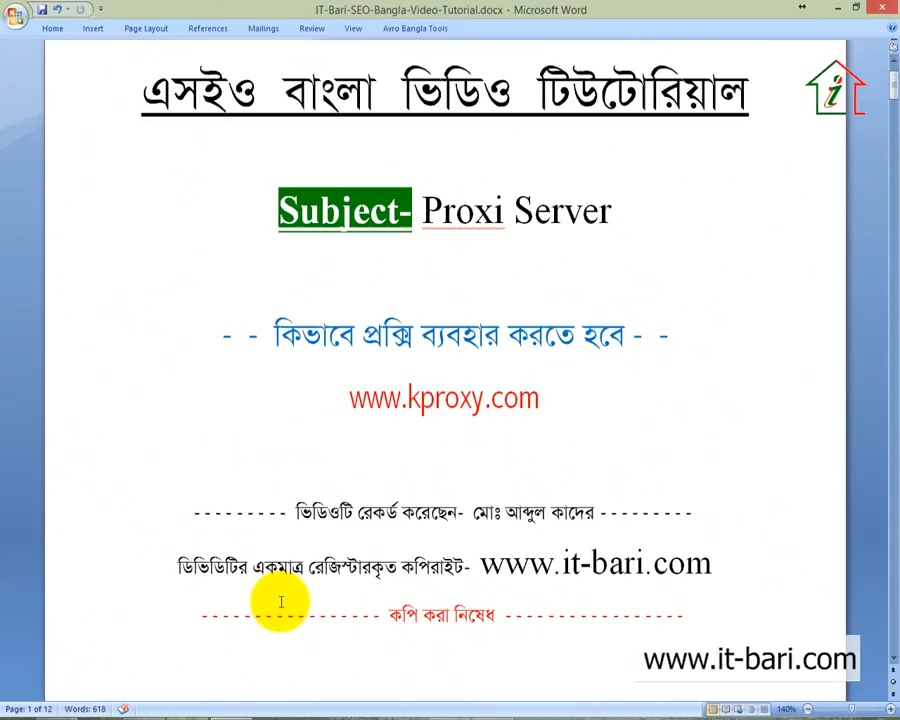 IT-Bari-SEO-Bangla-Video-Tutorial.docx - Microsoft Word
Home Insert Page Layout References Mailings Review View Avro Bangla Tools
এসইও বাংলা ভিডিও টিউটোরিয়াল
Subject- Proxi Server
- - কিভাবে প্রক্সি ব্যবহার করতে হবে - -
www.kproxy.com
- - - - - - - - - ভিডিওটি রেকর্ড করেছেন- মোঃ আব্দুল কাদের - - - - - - - - -
ডিভিডিটির একমাত্র রেজিস্টারকৃত কপিরাইট- www.it-bari.com
- - - - - - - - - - - - - - - - - কপি করা নিষেধ - - - - - - - - - - - - - - - - -
www.it-bari.com
Page: 1 of 12 Words: 618 140%